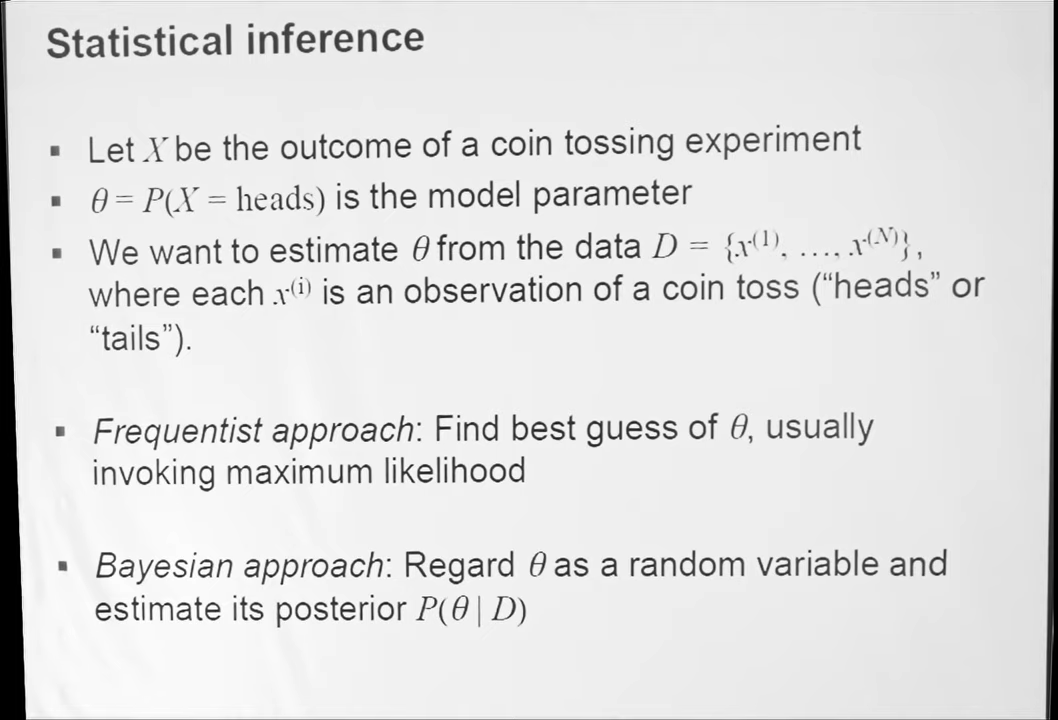 Statistical inference
▪ Let X be the outcome of a coin tossing experiment
▪ θ = P(X = heads) is the model parameter
▪ We want to estimate θ from the data D = {x⁽¹⁾, …, x⁽ᴺ⁾},
where each x⁽ⁱ⁾ is an observation of a coin toss (“heads” or
“tails”).
▪ Frequentist approach: Find best guess of θ, usually
invoking maximum likelihood
▪ Bayesian approach: Regard θ as a random variable and
estimate its posterior P(θ | D)